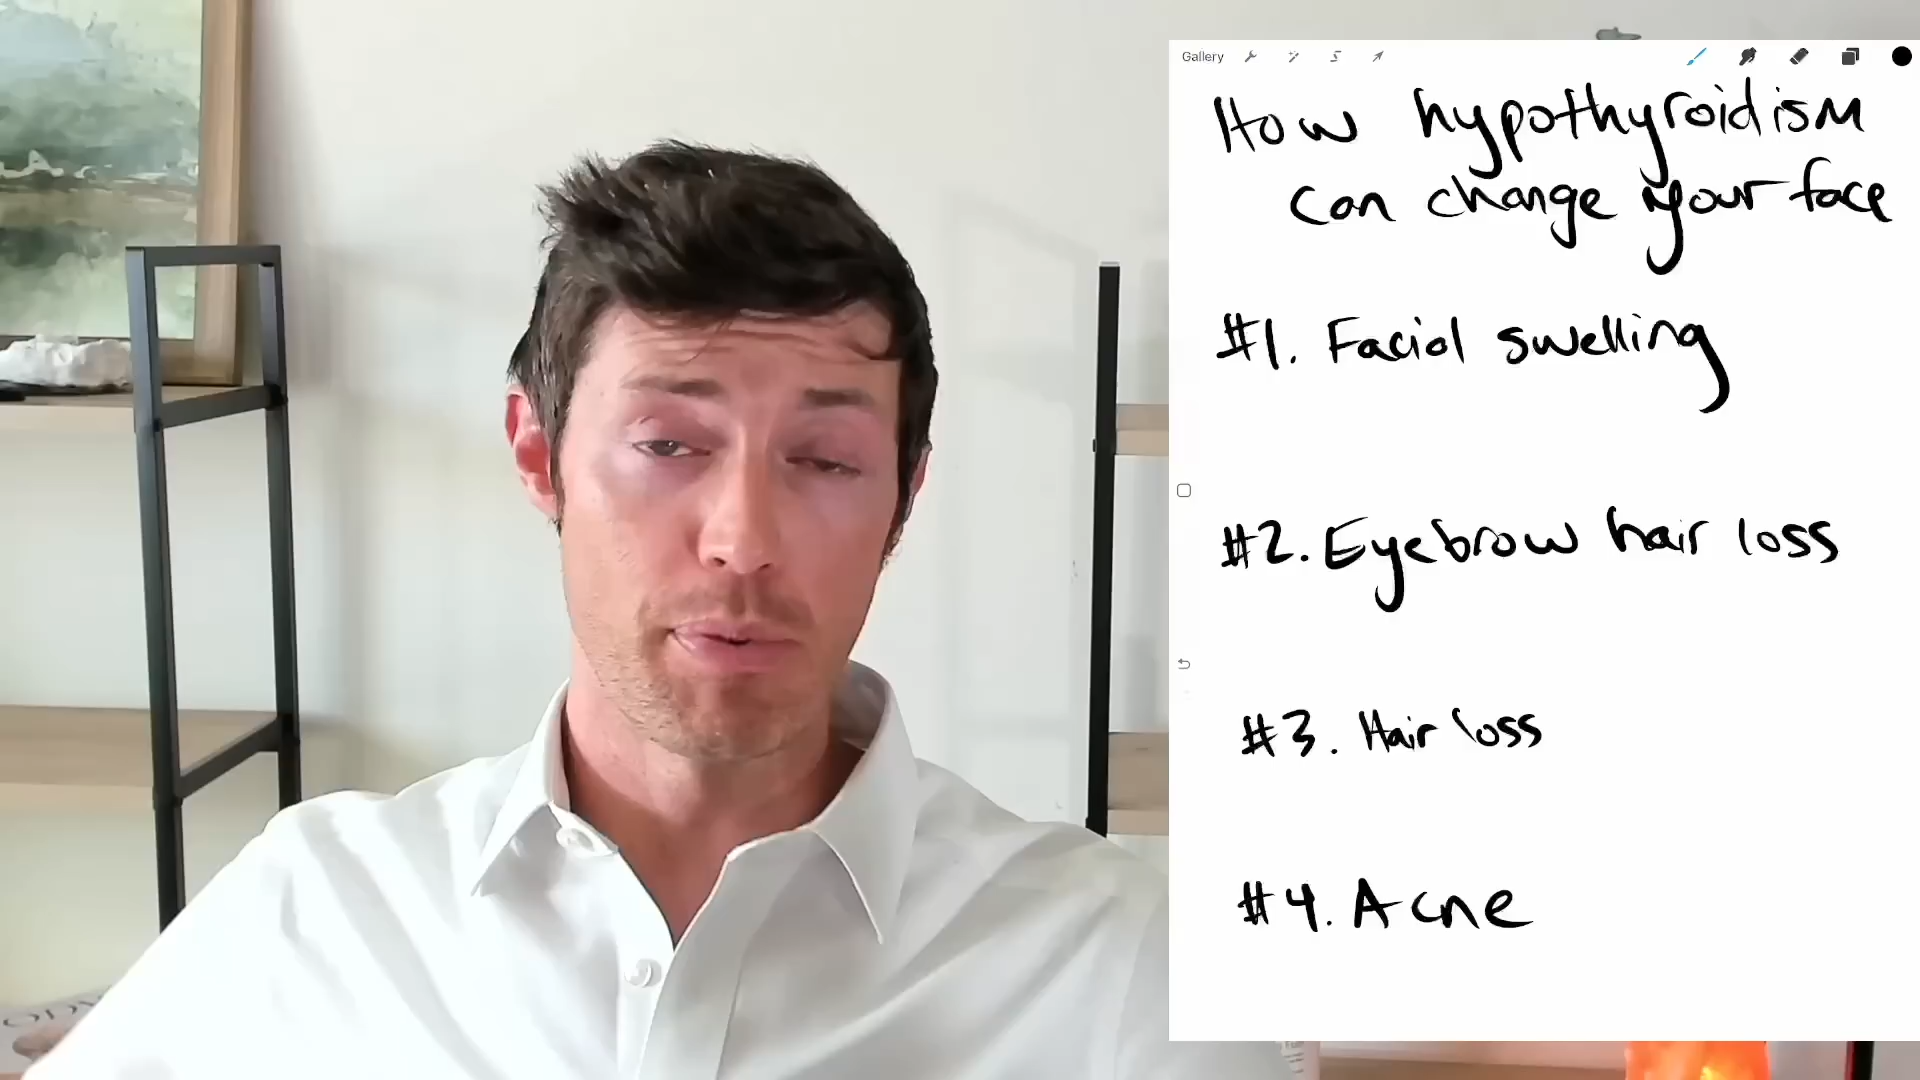 Gallery
How hypothyroidism
can change your face
#1. Facial swelling
#2. Eyebrow hair loss
#3. Hair loss
#4. Acne